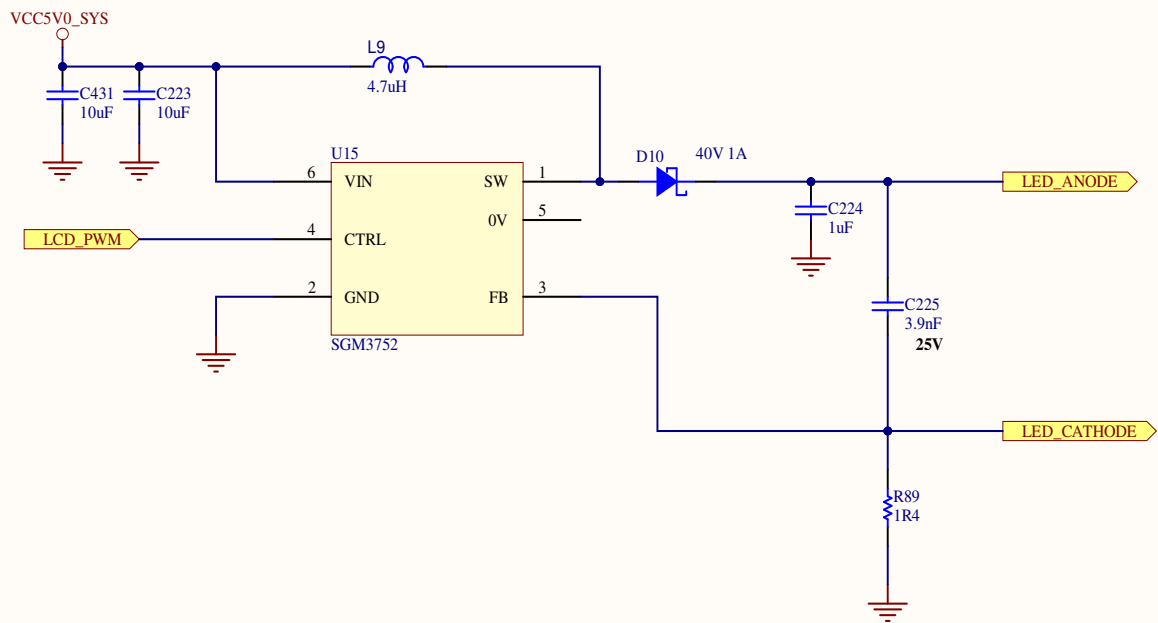 VCC5V0_SYS
L9
4.7uH
C431
10uF
C223
10uF
U15
6
VIN
SW
1
0V
5
LCD_PWM
4
CTRL
2
GND
FB
3
SGM3752
D10
40V 1A
LED_ANODE
C224
1uF
C225
3.9nF
25V
LED_CATHODE
R89
1R4